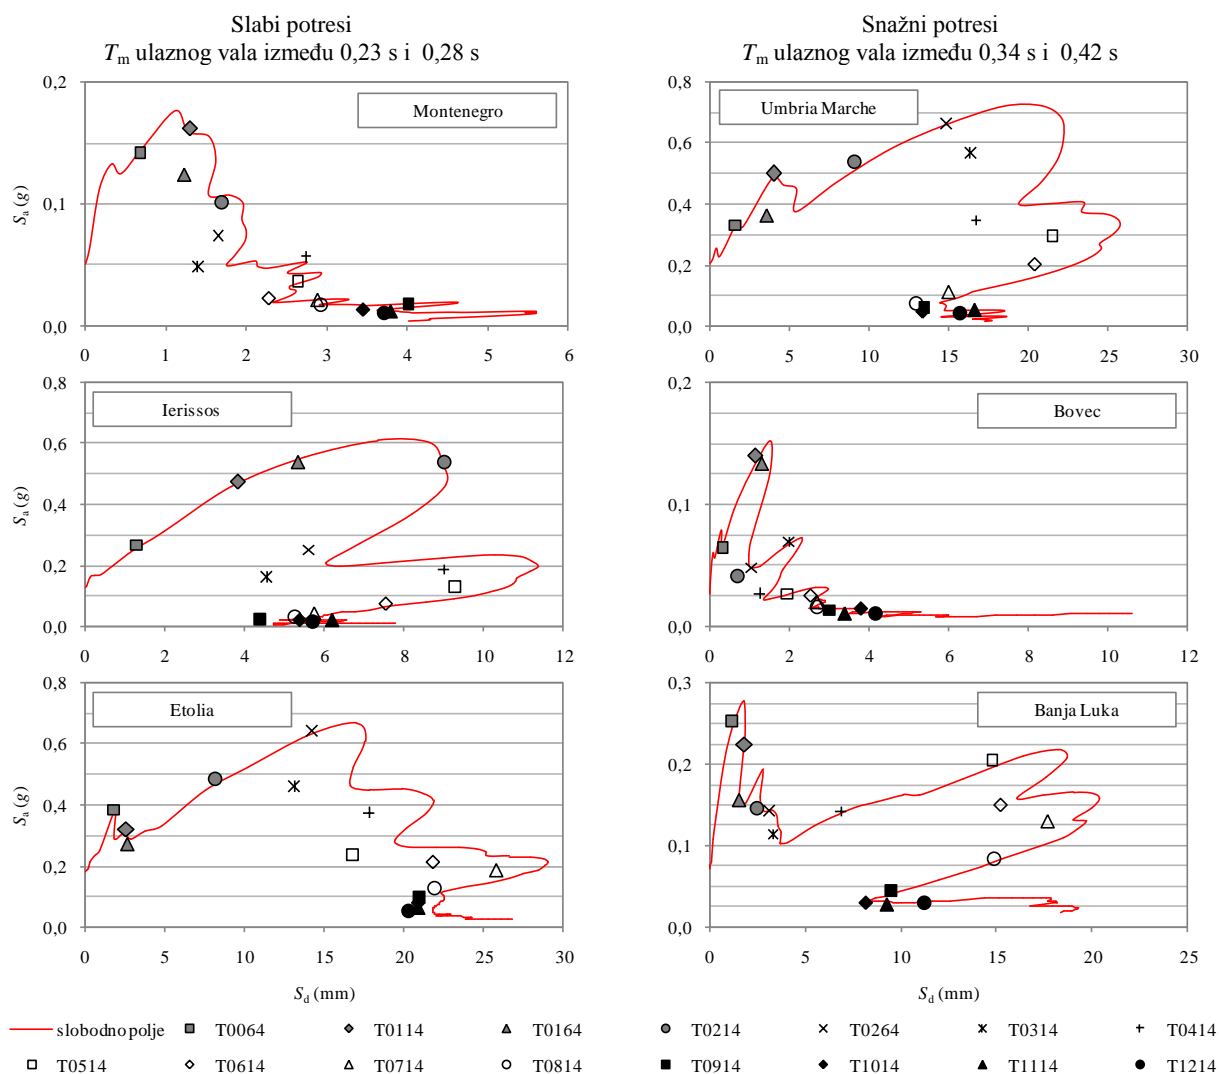 Slabi potresi
Tm ulaznog vala između 0,23 s i 0,28 s
Snažni potresi
Tm ulaznog vala između 0,34 s i 0,42 s
Montenegro
Sa (g)
0,2
0,1
0,0
0 1 2 3 4 5 6
Umbria Marche
0,8
0,6
0,4
0,2
0,0
0 5 10 15 20 25 30
Ierissos
Sa (g)
0,8
0,6
0,4
0,2
0,0
0 2 4 6 8 10 12
Bovec
0,2
0,1
0,1
0,0
0 2 4 6 8 10 12
Etolia
Sa (g)
0,8
0,6
0,4
0,2
0,0
0 5 10 15 20 25 30
Sd (mm)
Banja Luka
0,3
0,2
0,1
0,0
0 5 10 15 20 25
Sd (mm)
slobodno polje T0064 T0114 T0164 T0214 T0264 T0314 T0414
T0514 T0614 T0714 T0814 T0914 T1014 T1114 T1214